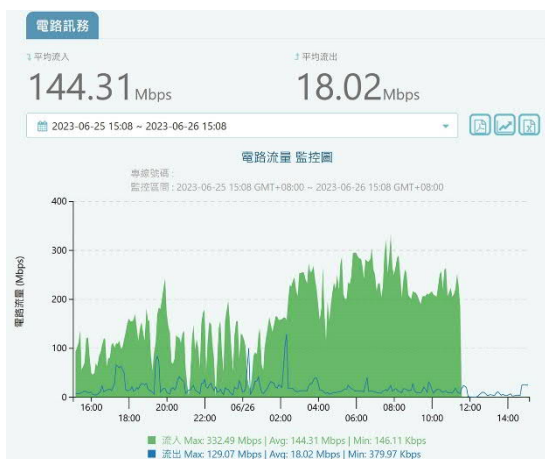 電路訊務
平均流入
平均流出
144.31Mbps
18.02Mbps
2023-06-25 15:08 ~ 2023-06-26 15:08
電路流量 監控圖
專線號碼 :
監控區間 : 2023-06-25 15:08 GMT+08:00 ~ 2023-06-26 15:08 GMT+08:00
電路流量 (Mbps)
400
300
200
100
0
16:00
18:00
20:00
22:00
06/26
02:00
04:00
06:00
08:00
10:00
12:00
14:00
流入 Max: 332.49 Mbps | Avg: 144.31 Mbps | Min: 146.11 Kbps
流出 Max: 129.07 Mbps | Avg: 18.02 Mbps | Min: 379.97 Kbps